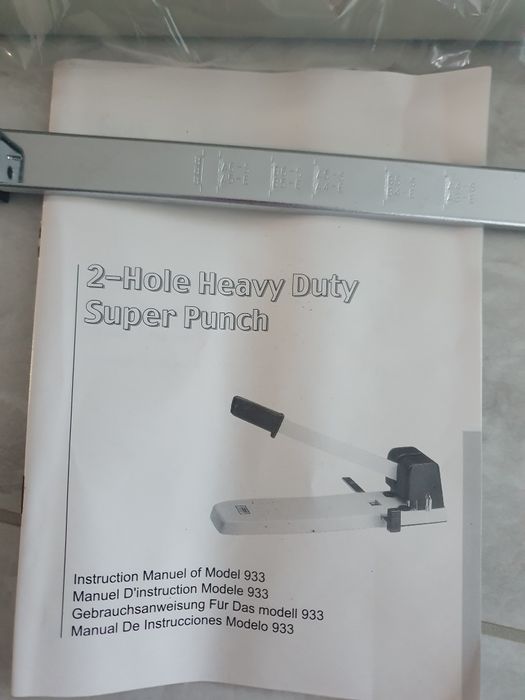 2-Hole Heavy Duty
Super Punch
Instruction Manuel of Model 933
Manuel D'instruction Modele 933
Gebrauchsanweisung Fur Das modell 933
Manual De Instrucciones Modelo 933